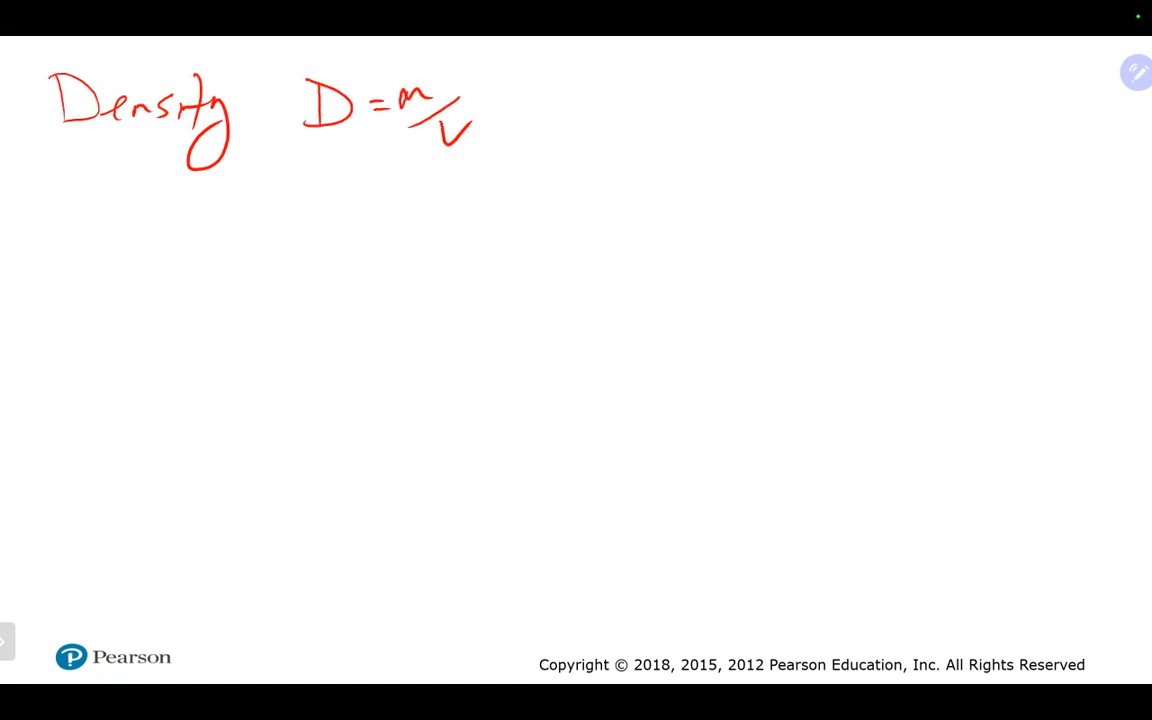 Density D = m/V
Pearson
Copyright © 2018, 2015, 2012 Pearson Education, Inc. All Rights Reserved